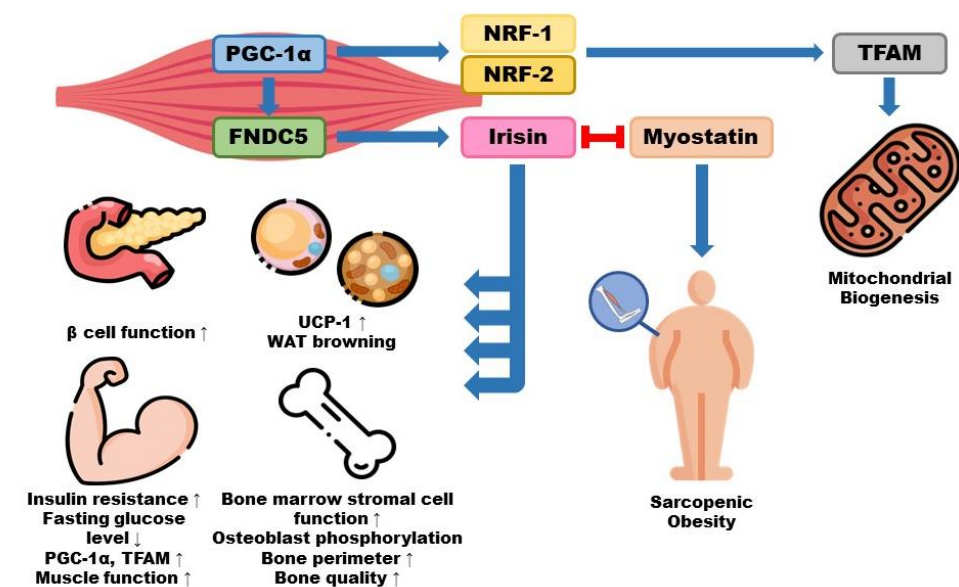 PGC-1α
NRF-1
NRF-2
TFAM
FNDC5
Irisin
Myostatin
Mitochondrial
Biogenesis
β cell function ↑
UCP-1 ↑
WAT browning
Insulin resistance ↑
Fasting glucose
level ↓
PGC-1α, TFAM ↑
Muscle function ↑
Bone marrow stromal cell
function ↑
Osteoblast phosphorylation
Bone perimeter ↑
Bone quality ↑
Sarcopenic
Obesity